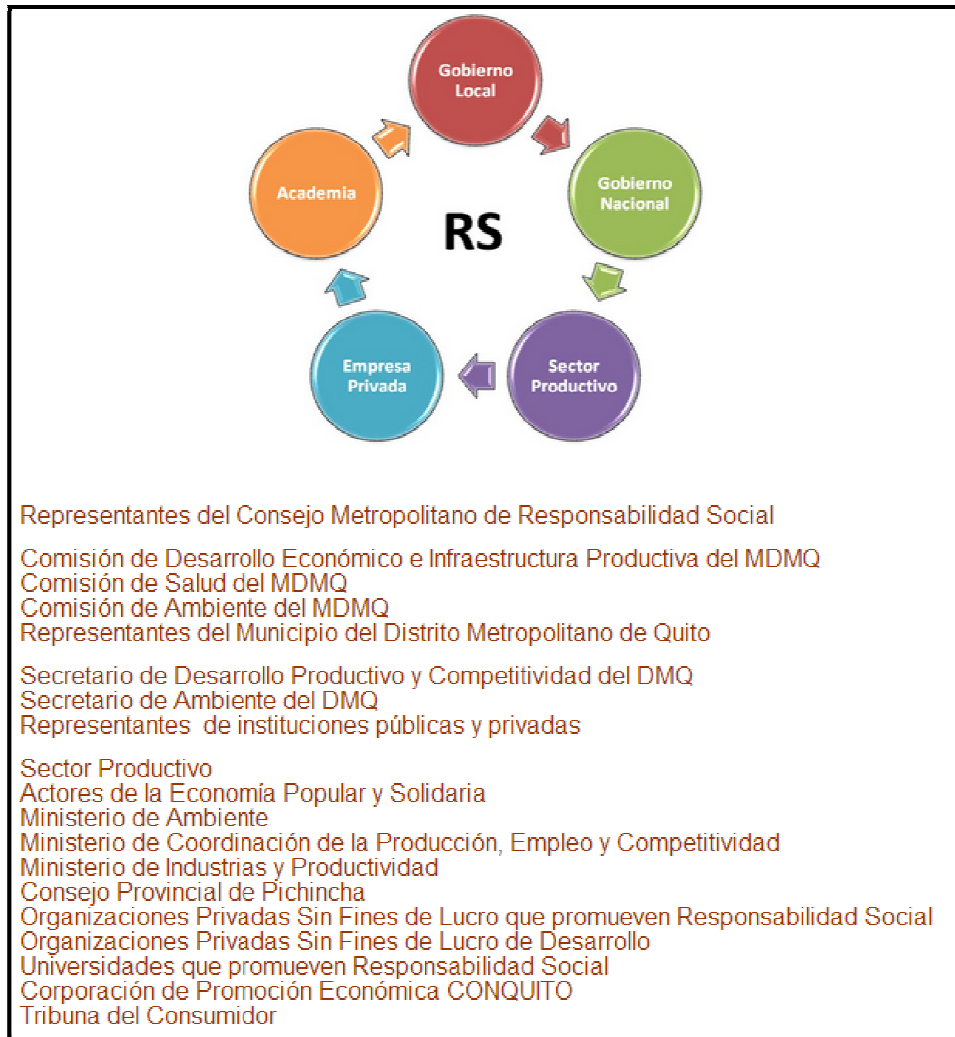 Gobierno
Local
Academia
Gobierno
Nacional
RS
Empresa
Privada
Sector
Productivo
Representantes del Consejo Metropolitano de Responsabilidad Social
Comisión de Desarrollo Económico e Infraestructura Productiva del MDMQ
Comisión de Salud del MDMQ
Comisión de Ambiente del MDMQ
Representantes del Municipio del Distrito Metropolitano de Quito
Secretario de Desarrollo Productivo y Competitividad del DMQ
Secretario de Ambiente del DMQ
Representantes de instituciones públicas y privadas
Sector Productivo
Actores de la Economía Popular y Solidaria
Ministerio de Ambiente
Ministerio de Coordinación de la Producción, Empleo y Competitividad
Ministerio de Industrias y Productividad
Consejo Provincial de Pichincha
Organizaciones Privadas Sin Fines de Lucro que promueven Responsabilidad Social
Organizaciones Privadas Sin Fines de Lucro de Desarrollo
Universidades que promueven Responsabilidad Social
Corporación de Promoción Económica CONQUITO
Tribuna del Consumidor